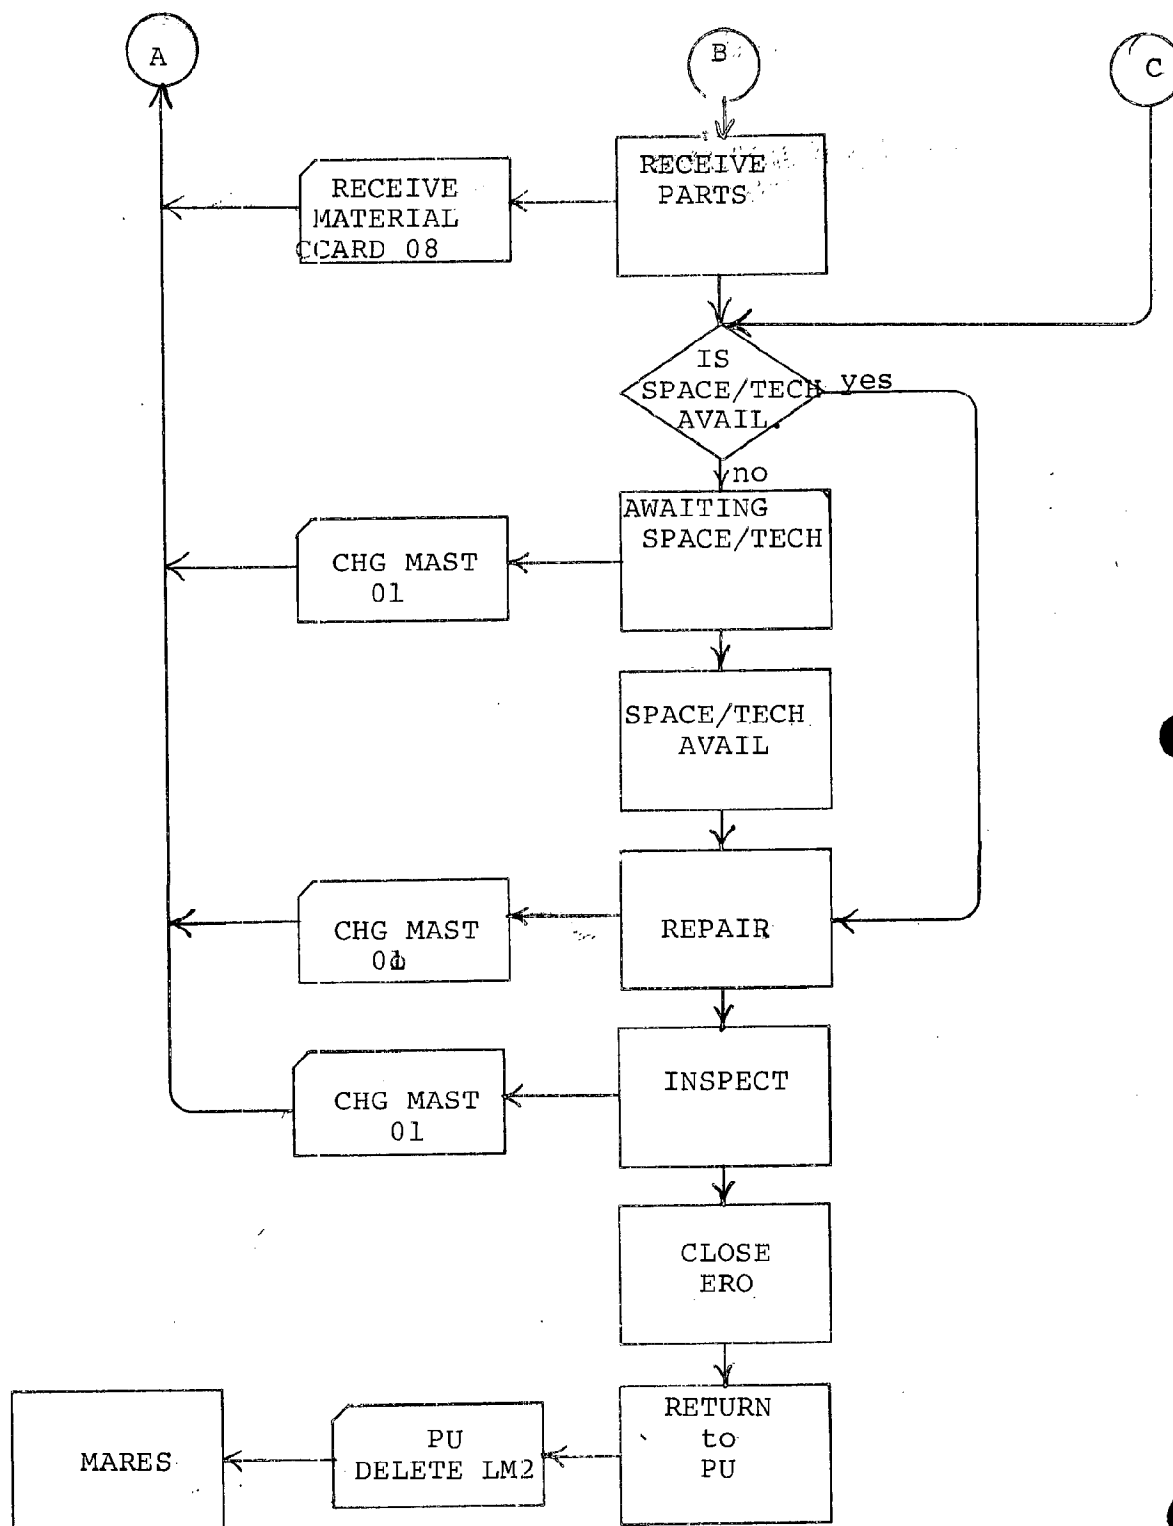 A
B
C
RECEIVE
PARTS
RECEIVE
MATERIAL
CCARD 08
IS
SPACE/TECH
AVAIL.
yes
no
AWAITING
SPACE/TECH
CHG MAST
01
SPACE/TECH
AVAIL
REPAIR
CHG MAST
INSPECT
CHG MAST
01
CLOSE
ERO
RETURN
to
PU
PU
DELETE LM2
MARES